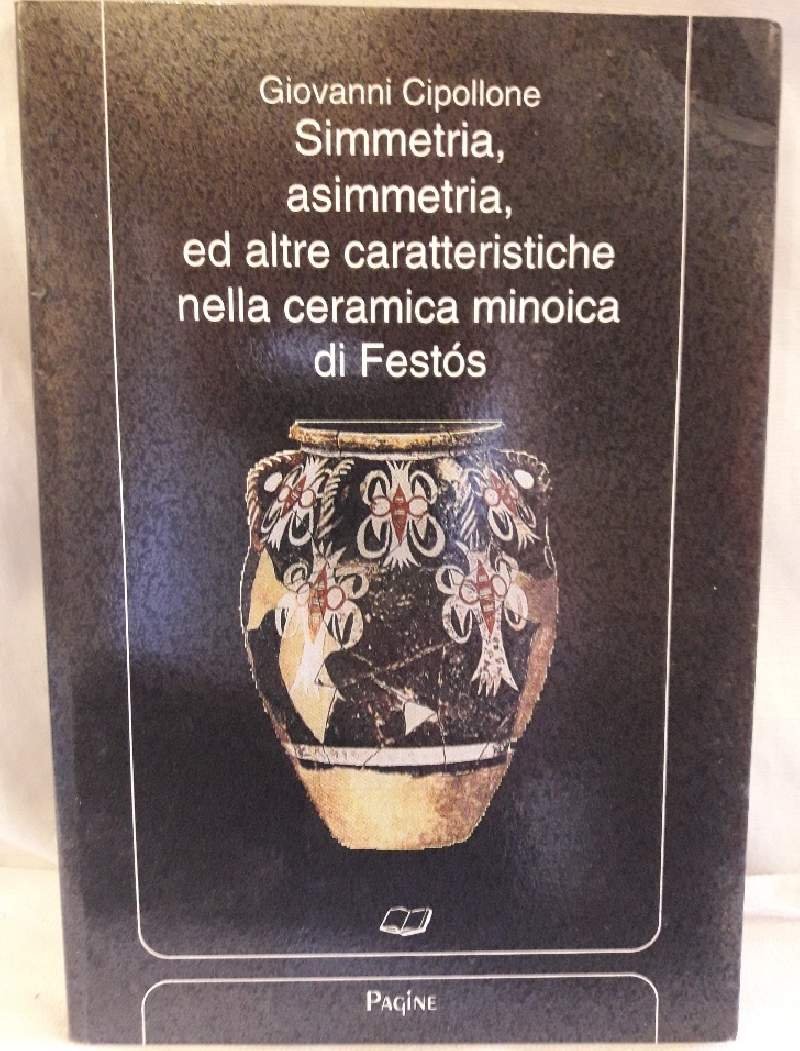 Giovanni Cipollone
Simmetria,
asimmetria,
ed altre caratteristiche
nella ceramica minoica
di Festós
PAGINE